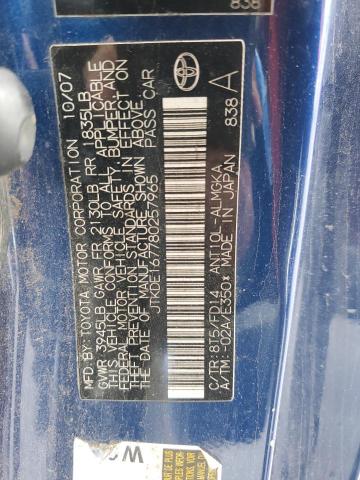 838
MFD.BY:TOYOTA MOTOR CORPORATION 10/07
GVWR 3945LB GAWR FR 2130LB RR 1835LB
THIS VEHICLE CONFORMS TO ALL APPLICABLE
FEDERAL MOTOR VEHICLE SAFETY, BUMPER, AND
THEFT PREVENTION STANDARDS IN EFFECT ON
THE DATE OF MANUFACTURE SHOWN ABOVE.
JTKDE167780257965 PASS CAR
C/TR:8T5/FD14 ANT10L-ALMGKA
A/TM:-02A/E350* MADE IN JAPAN
838 A